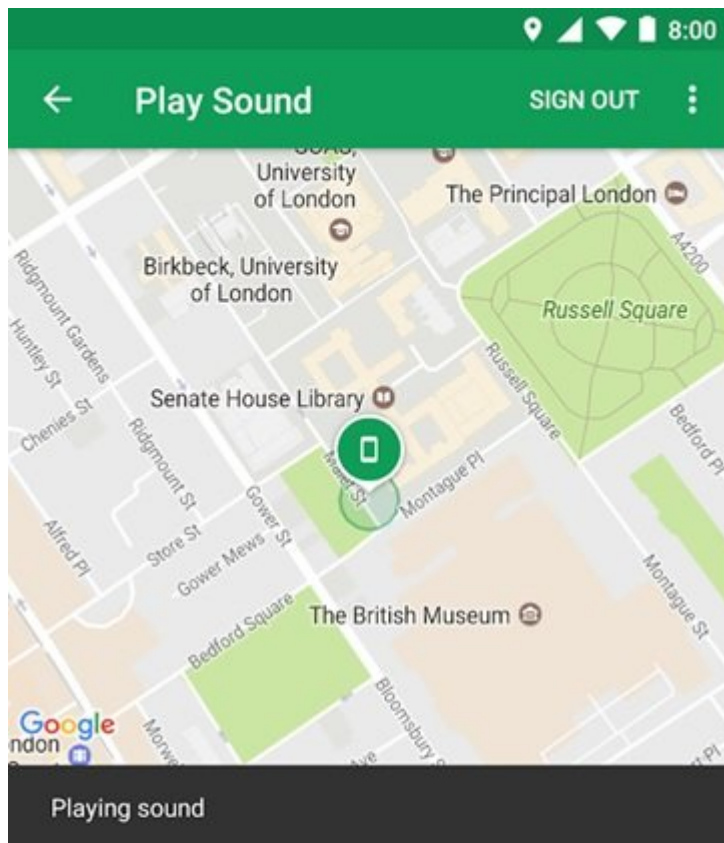 8:00
Play Sound
SIGN OUT
University
of London
The Principal London
A4200
Birkbeck, University
of London
Ridgmount Gardens
Huntley St
Russell Square
Russell Square
Senate House Library
Chenies St
Ridgmount St
Bedford Pl
Malet St
Montague Pl
Gower St
Store St
Alfred Pl
Gower Mews
Montague St
The British Museum
Bedford Square
Bloomsbury
Google
Playing sound